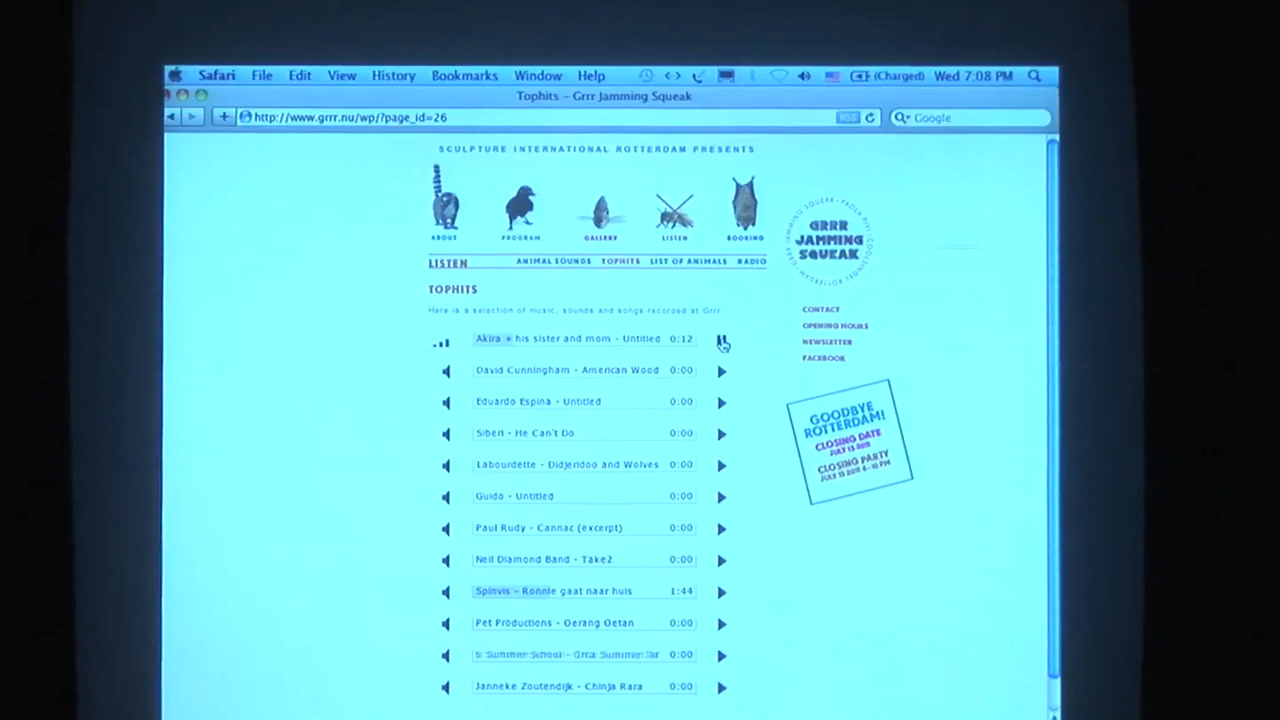 Safari File Edit View History Bookmarks Window Help (Charged) Wed 7:08 PM
Tophits – Grrr Jamming Squeak
http://www.grrr.nu/wp/?page_id=26 RSS Google
SCULPTURE INTERNATIONAL ROTTERDAM PRESENTS
ABOUT PROGRAM GALLERY LISTEN BOOKING
GRRR
JAMMING
SQUEAK
LISTEN ANIMAL SOUNDS TOPHITS LIST OF ANIMALS RADIO
TOPHITS
Here is a selection of music, sounds and songs recorded at Grrr
CONTACT
OPENING HOURS
NEWSLETTER
FACEBOOK
Akira + his sister and mom - Untitled 0:12
David Cunningham - American Wood 0:00
Eduardo Espina - Untitled 0:00
Siberi - He Can't Do 0:00
Labourdette - Didjeridoo and Wolves 0:00
Guido - Untitled 0:00
Paul Rudy - Cannac (excerpt) 0:00
Neil Diamond Band - Take2 0:00
Spinvis - Ronnie gaat naar huis 1:44
Pet Productions - Oerang Oetan 0:00
Summer School - 0:00
Janneke Zoutendijk - Chinja Rara 0:00
GOODBYE
ROTTERDAM!
CLOSING DATE
JULY 13 2011
CLOSING PARTY
JULY 13 2011 6-10 PM